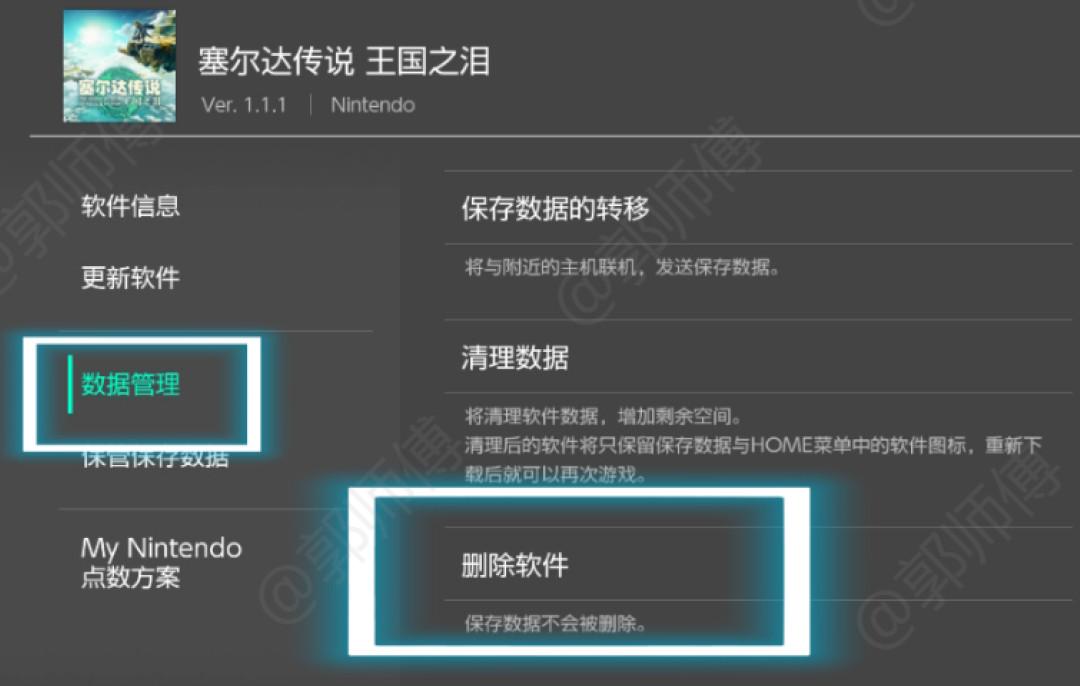 塞尔达传说
塞尔达传说 王国之泪
Ver. 1.1.1 | Nintendo
软件信息
更新软件
数据管理
保管保存数据
My Nintendo
点数方案
保存数据的转移
将与附近的主机联机，发送保存数据。
清理数据
将清理软件数据，增加剩余空间。
清理后的软件将只保留保存数据与HOME菜单中的软件图标，重新下
载后就可以再次游戏。
删除软件
保存数据不会被删除。
@郭师傅
@郭师傅
@郭师傅
@郭师傅